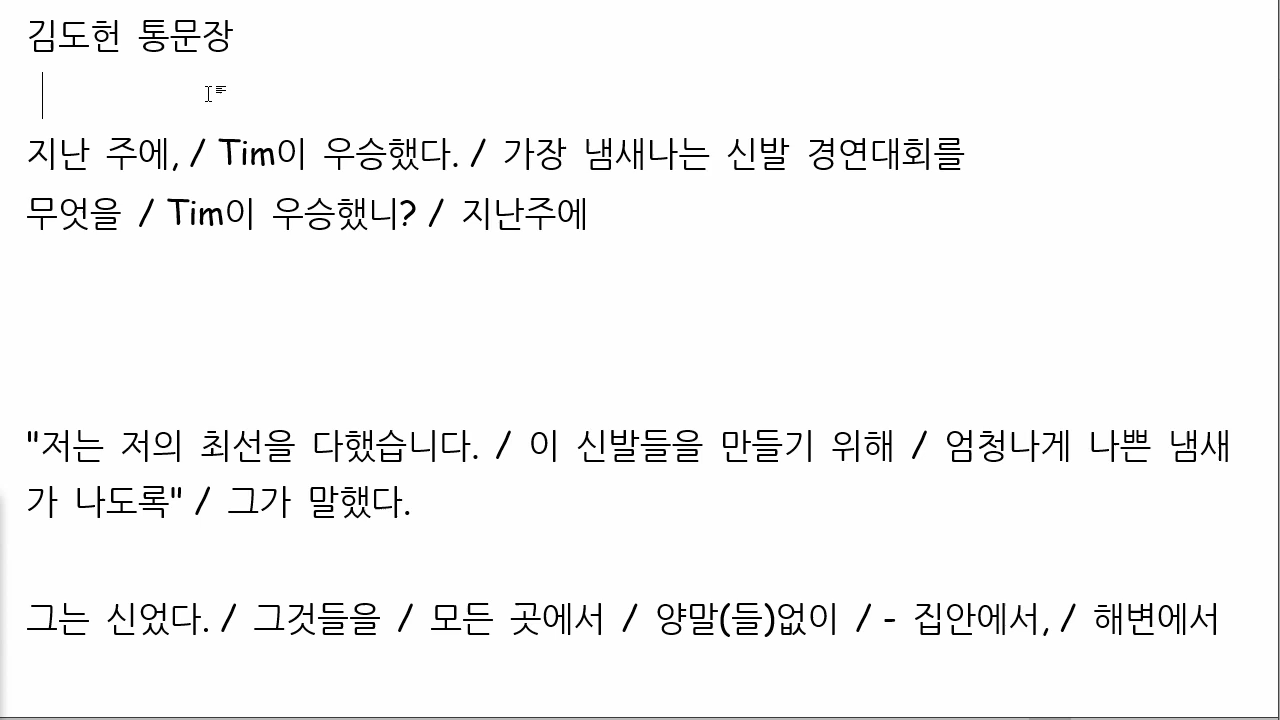 김도헌 통문장
지난 주에, / Tim이 우승했다. / 가장 냄새나는 신발 경연대회를
무엇을 / Tim이 우승했니? / 지난주에
"저는 저의 최선을 다했습니다. / 이 신발들을 만들기 위해 / 엄청나게 나쁜 냄새
가 나도록" / 그가 말했다.
그는 신었다. / 그것들을 / 모든 곳에서 / 양말(들)없이 / - 집안에서, / 해변에서